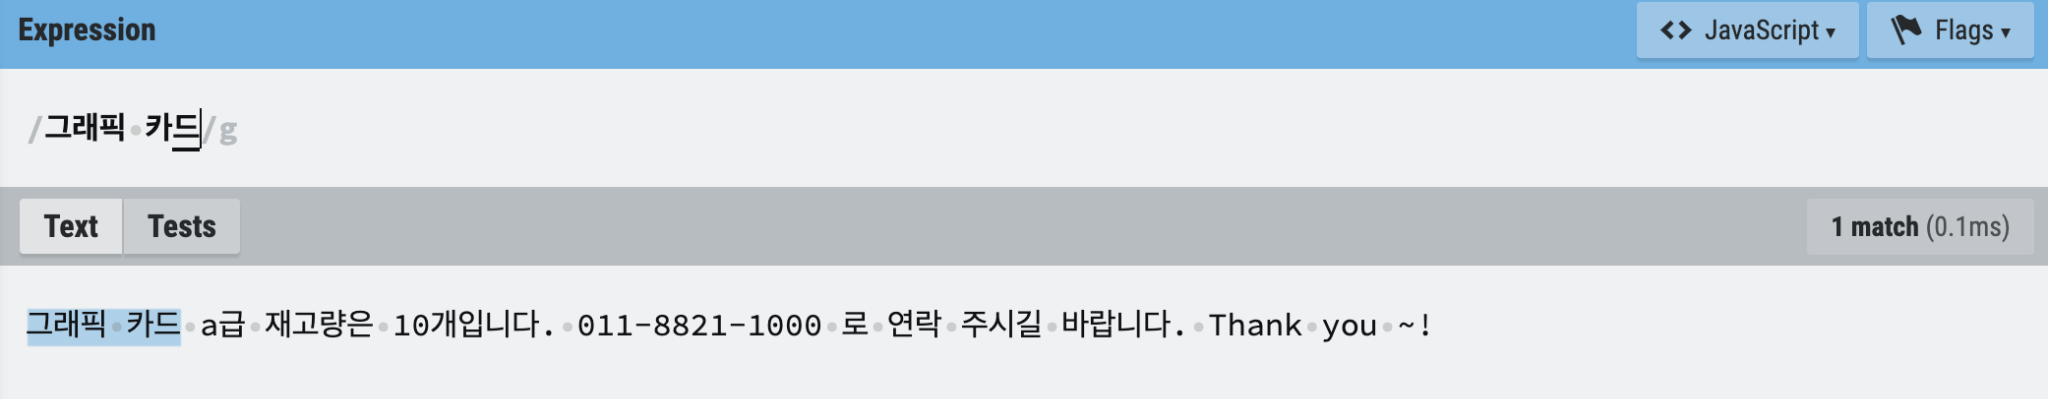 Expression
<> JavaScript ▾
Flags ▾
/그래픽 카드/g
Text
Tests
1 match (0.1ms)
그래픽 카드 a급 재고량은 10개입니다. 011-8821-1000 로 연락 주시길 바랍니다. Thank you ~!